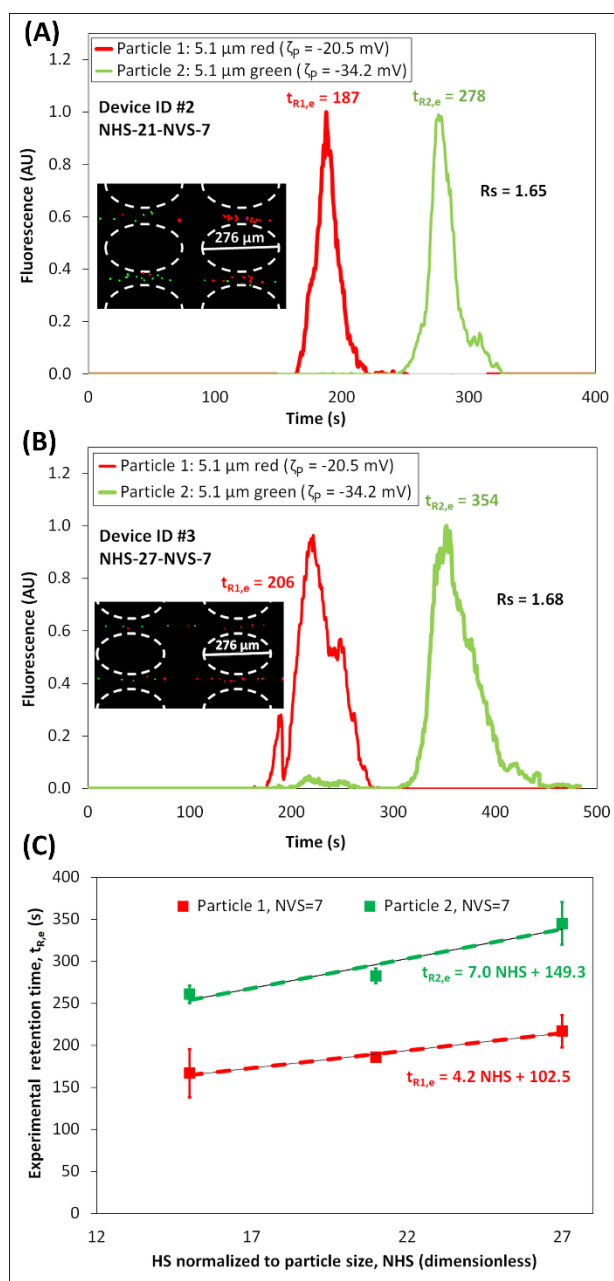 (A)
Particle 1: 5.1 µm red (ζP = -20.5 mV)
Particle 2: 5.1 µm green (ζP = -34.2 mV)
tR1,e = 187
tR2,e = 278
Device ID #2
NHS-21-NVS-7
Rs = 1.65
276 µm
Fluorescence (AU)
1.0
0.8
0.6
0.4
0.2
0.0
0 100 200 300 400
Time (s)
(B)
Particle 1: 5.1 µm red (ζP = -20.5 mV)
Particle 2: 5.1 µm green (ζP = -34.2 mV)
tR2,e = 354
Device ID #3
NHS-27-NVS-7
tR1,e = 206
Rs = 1.68
276 µm
Fluorescence (AU)
1.0
0.8
0.6
0.4
0.2
0.0
0 100 200 300 400 500
Time (s)
(C)
Particle 1, NVS=7 Particle 2, NVS=7
tR2,e = 7.0 NHS + 149.3
tR1,e = 4.2 NHS + 102.5
Experimental retention time, tR,e (s)
400
350
300
250
200
150
100
50
0
12 17 22 27
HS normalized to particle size, NHS (dimensionless)